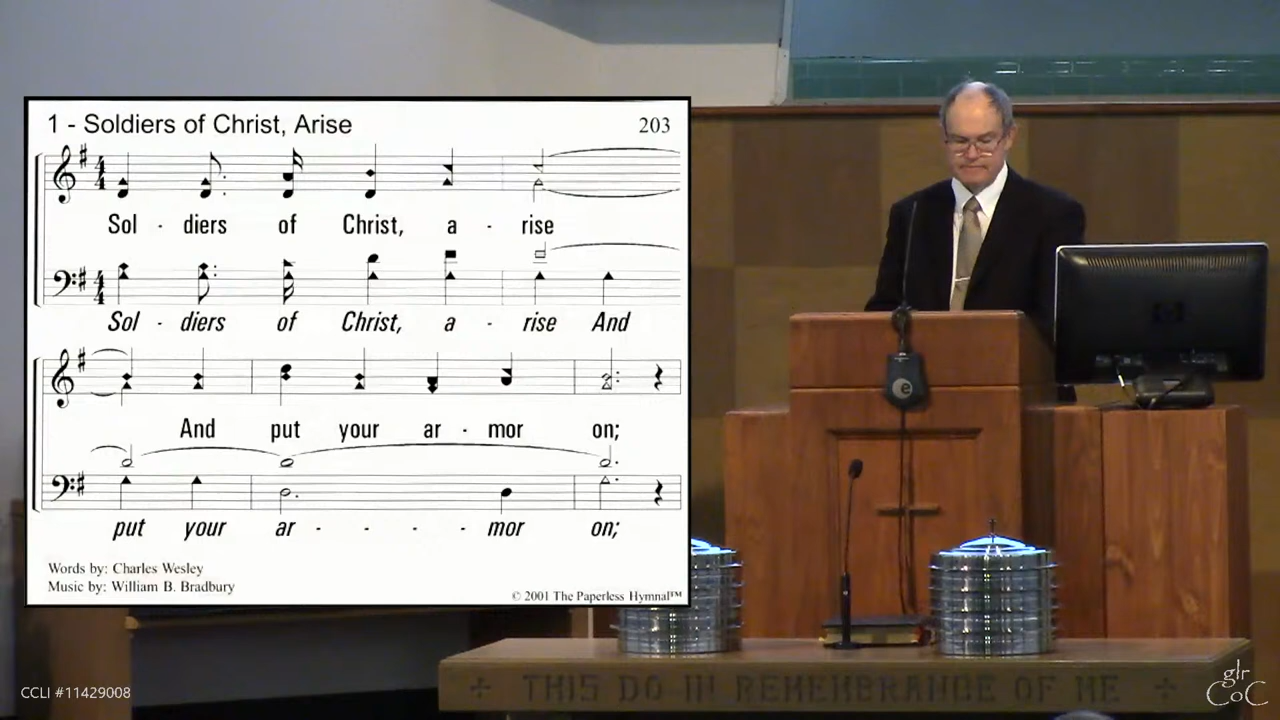 1 - Soldiers of Christ, Arise 203
Sol - diers of Christ, a - rise
Sol - diers of Christ, a - rise And
And put your ar - mor on;
put your ar - - - - mor on;
Words by: Charles Wesley
Music by: William B. Bradbury
© 2001 The Paperless Hymnal™
e
THIS DO IN REMEMBRANCE OF ME
CCLI #11429008
glr
CoC